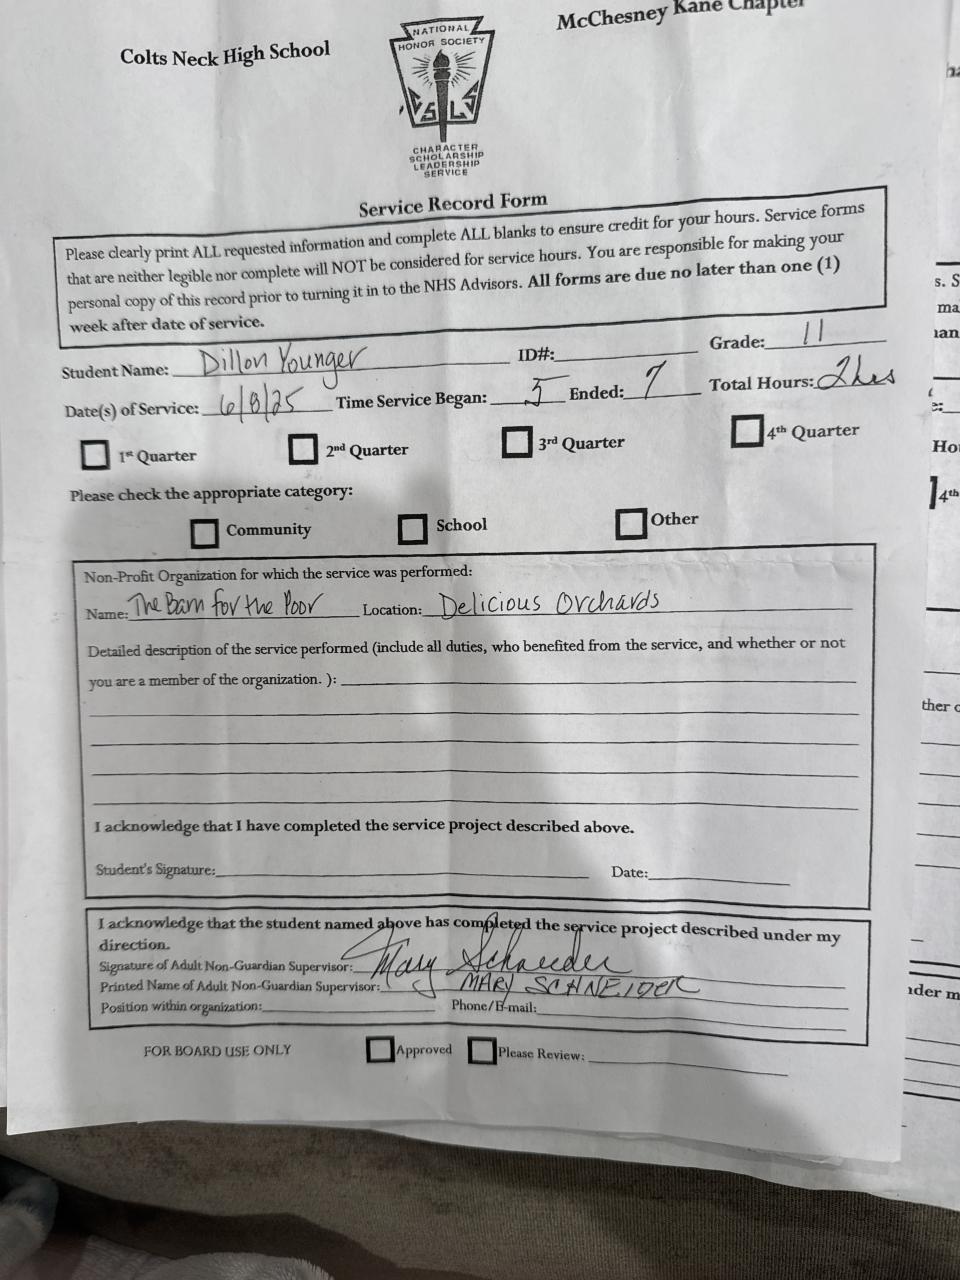 Colts Neck High School
McChesney Kane Chapter
NATIONAL
HONOR SOCIETY
CHARACTER
SCHOLARSHIP
LEADERSHIP
SERVICE
Service Record Form
Please clearly print ALL requested information and complete ALL blanks to ensure credit for your hours. Service forms
that are neither legible nor complete will NOT be considered for service hours. You are responsible for making your
personal copy of this record prior to turning it in to the NHS Advisors. All forms are due no later than one (1)
week after date of service.
Student Name: Dillon Younger ID#: Grade: 11
Date(s) of Service: 6/8/25 Time Service Began: 5 Ended: 7 Total Hours: 2hrs
1st Quarter 2nd Quarter 3rd Quarter 4th Quarter
Please check the appropriate category:
Community School Other
Non-Profit Organization for which the service was performed:
Name: The Barn for the Poor Location: Delicious Orchards
Detailed description of the service performed (include all duties, who benefited from the service, and whether or not
you are a member of the organization. ):
I acknowledge that I have completed the service project described above.
Student's Signature: Date:
I acknowledge that the student named above has completed the service project described under my
direction.
Signature of Adult Non-Guardian Supervisor: Mary Schneider
Printed Name of Adult Non-Guardian Supervisor: MARY SCHNEIDER
Position within organization: Phone/E-mail:
FOR BOARD USE ONLY Approved Please Review:
s. S
ma
Ho
4th
ther
nder m